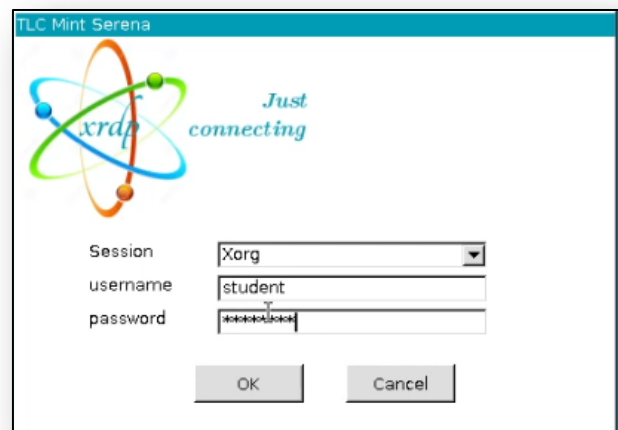 TLC Mint Serena
xrdp
Just
connecting
Session Xorg
username student
password *********
OK Cancel